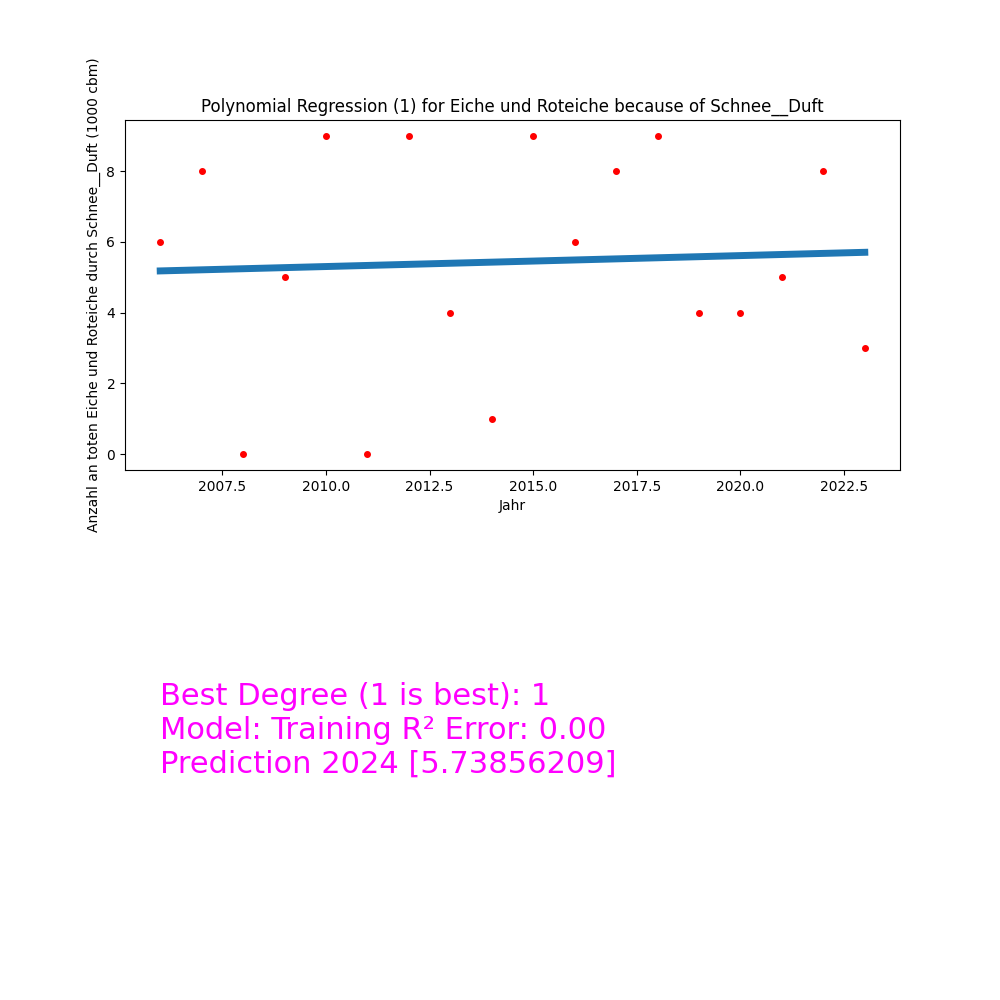 Polynomial Regression (1) for Eiche und Roteiche because of Schnee__Duft
Anzahl an toten Eiche und Roteiche durch Schnee__Duft (1000 cbm)
8
6
4
2
0
2007.5 2010.0 2012.5 2015.0 2017.5 2020.0 2022.5
Jahr
Best Degree (1 is best): 1
Model: Training R² Error: 0.00
Prediction 2024 [5.73856209]